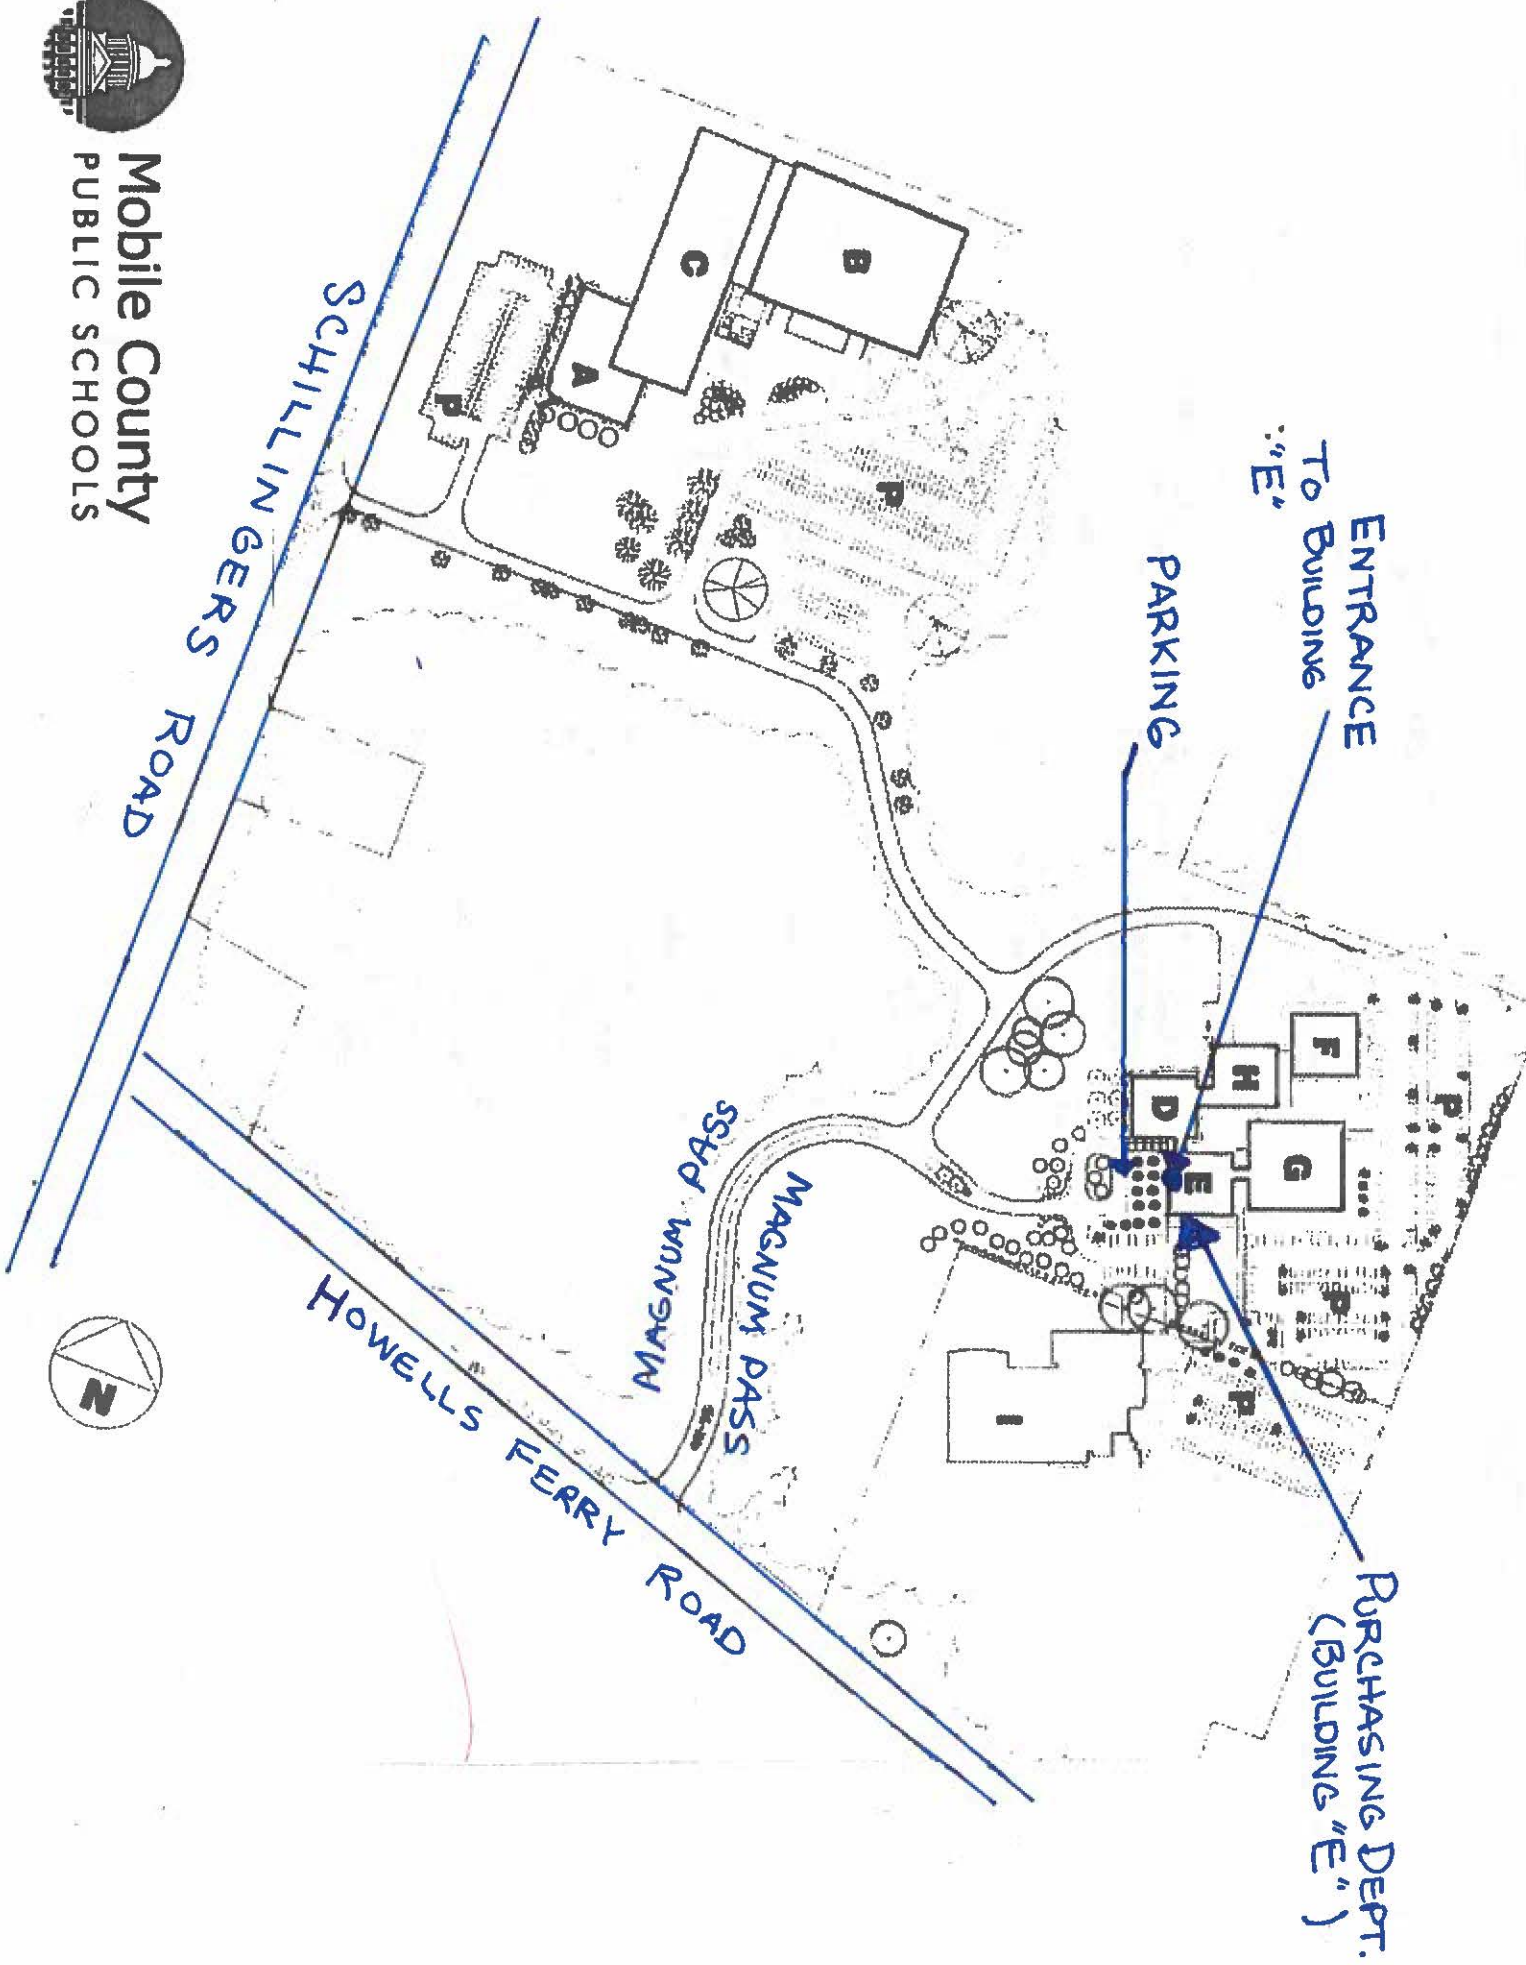 ENTRANCE
TO BUILDING
"E"
PURCHASING DEPT.
(BUILDING "E")
P
F
P
G
H
P
E
PARKING
D
I
P
B
MAGNUM PASS
MAGNUM PASS
C
A
P
HOWELLS FERRY ROAD
SCHILLINGERS ROAD
Mobile County
PUBLIC SCHOOLS
N